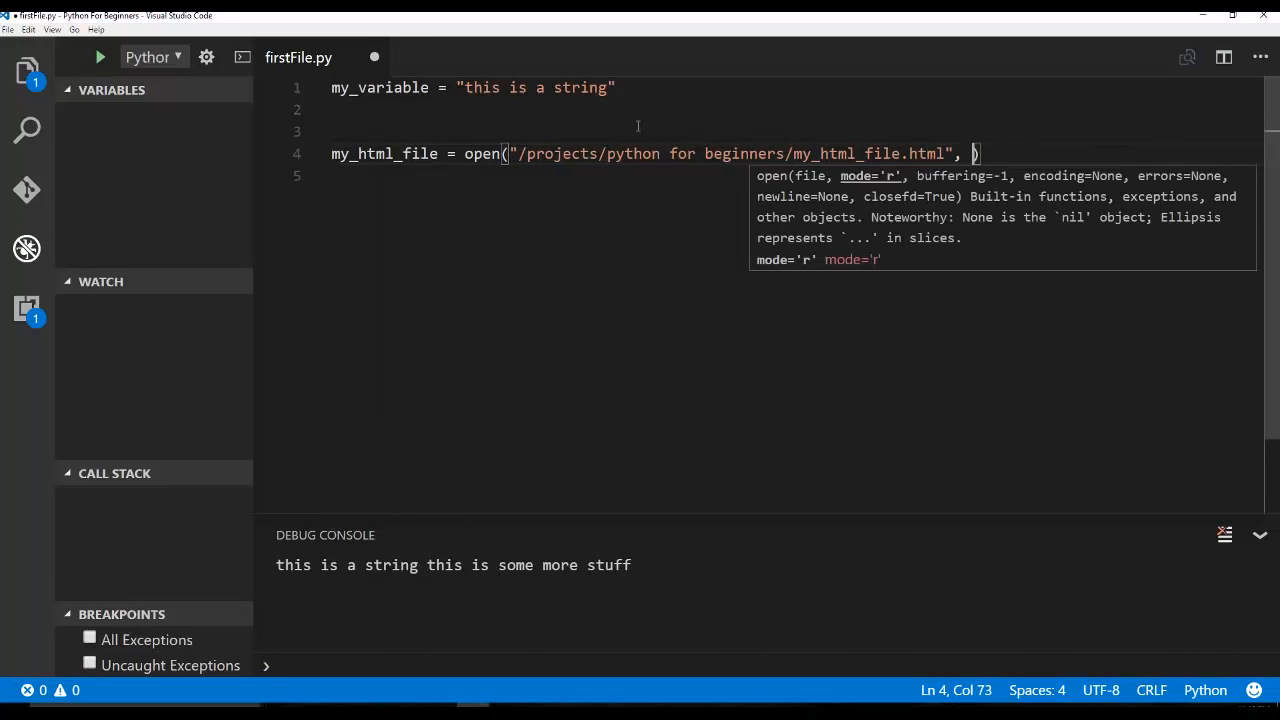 firstFile.py - Python For Beginners - Visual Studio Code
File Edit View Go Help
Python
firstFile.py
VARIABLES
1 my_variable = "this is a string"
2
3
4 my_html_file = open("/projects/python for beginners/my_html_file.html", )
5
open(file, mode='r', buffering=-1, encoding=None, errors=None,
newline=None, closefd=True) Built-in functions, exceptions, and
other objects. Noteworthy: None is the `nil' object; Ellipsis
represents `...' in slices.
mode='r' mode='r'
1
WATCH
1
CALL STACK
DEBUG CONSOLE
this is a string this is some more stuff
BREAKPOINTS
All Exceptions
Uncaught Exceptions
0 0
Ln 4, Col 73 Spaces: 4 UTF-8 CRLF Python